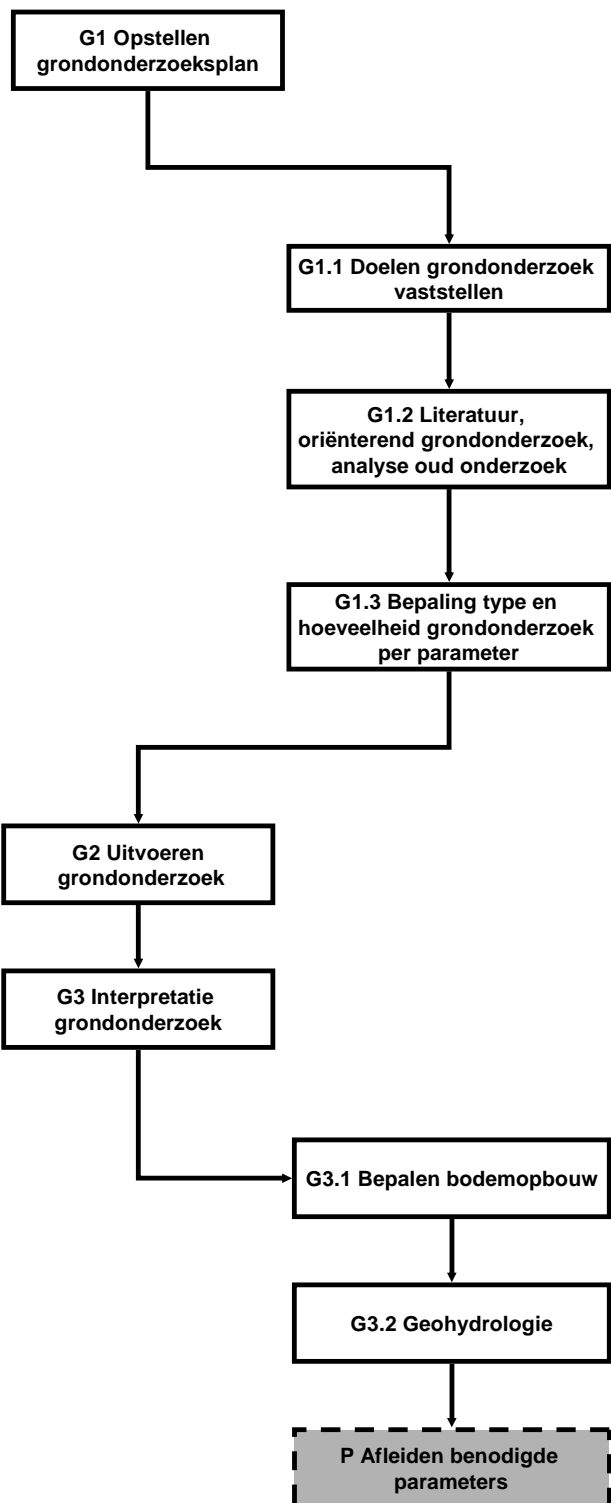 G1 Opstellen
grondonderzoeksplan
G1.1 Doelen grondonderzoek
vaststellen
G1.2 Literatuur,
oriënterend grondonderzoek,
analyse oud onderzoek
G1.3 Bepaling type en
hoeveelheid grondonderzoek
per parameter
G2 Uitvoeren
grondonderzoek
G3 Interpretatie
grondonderzoek
G3.1 Bepalen bodemopbouw
G3.2 Geohydrologie
P Afleiden benodigde
parameters